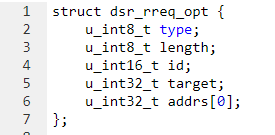 1 struct dsr_rreq_opt {
2     u_int8_t type;
3     u_int8_t length;
4     u_int16_t id;
5     u_int32_t target;
6     u_int32_t addrs[0];
7 };